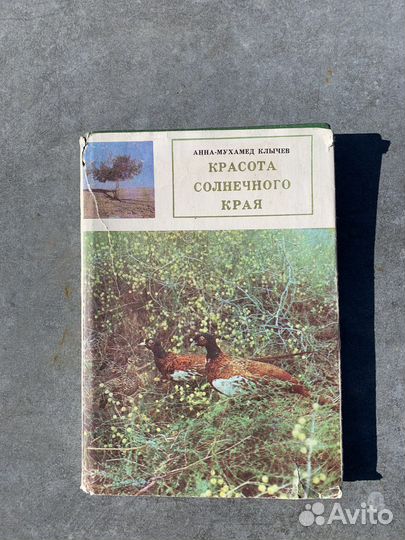 АННА-МУХАМЕД КЛЫЧЕВ
КРАСОТА
СОЛНЕЧНОГО
КРАЯ
Avito